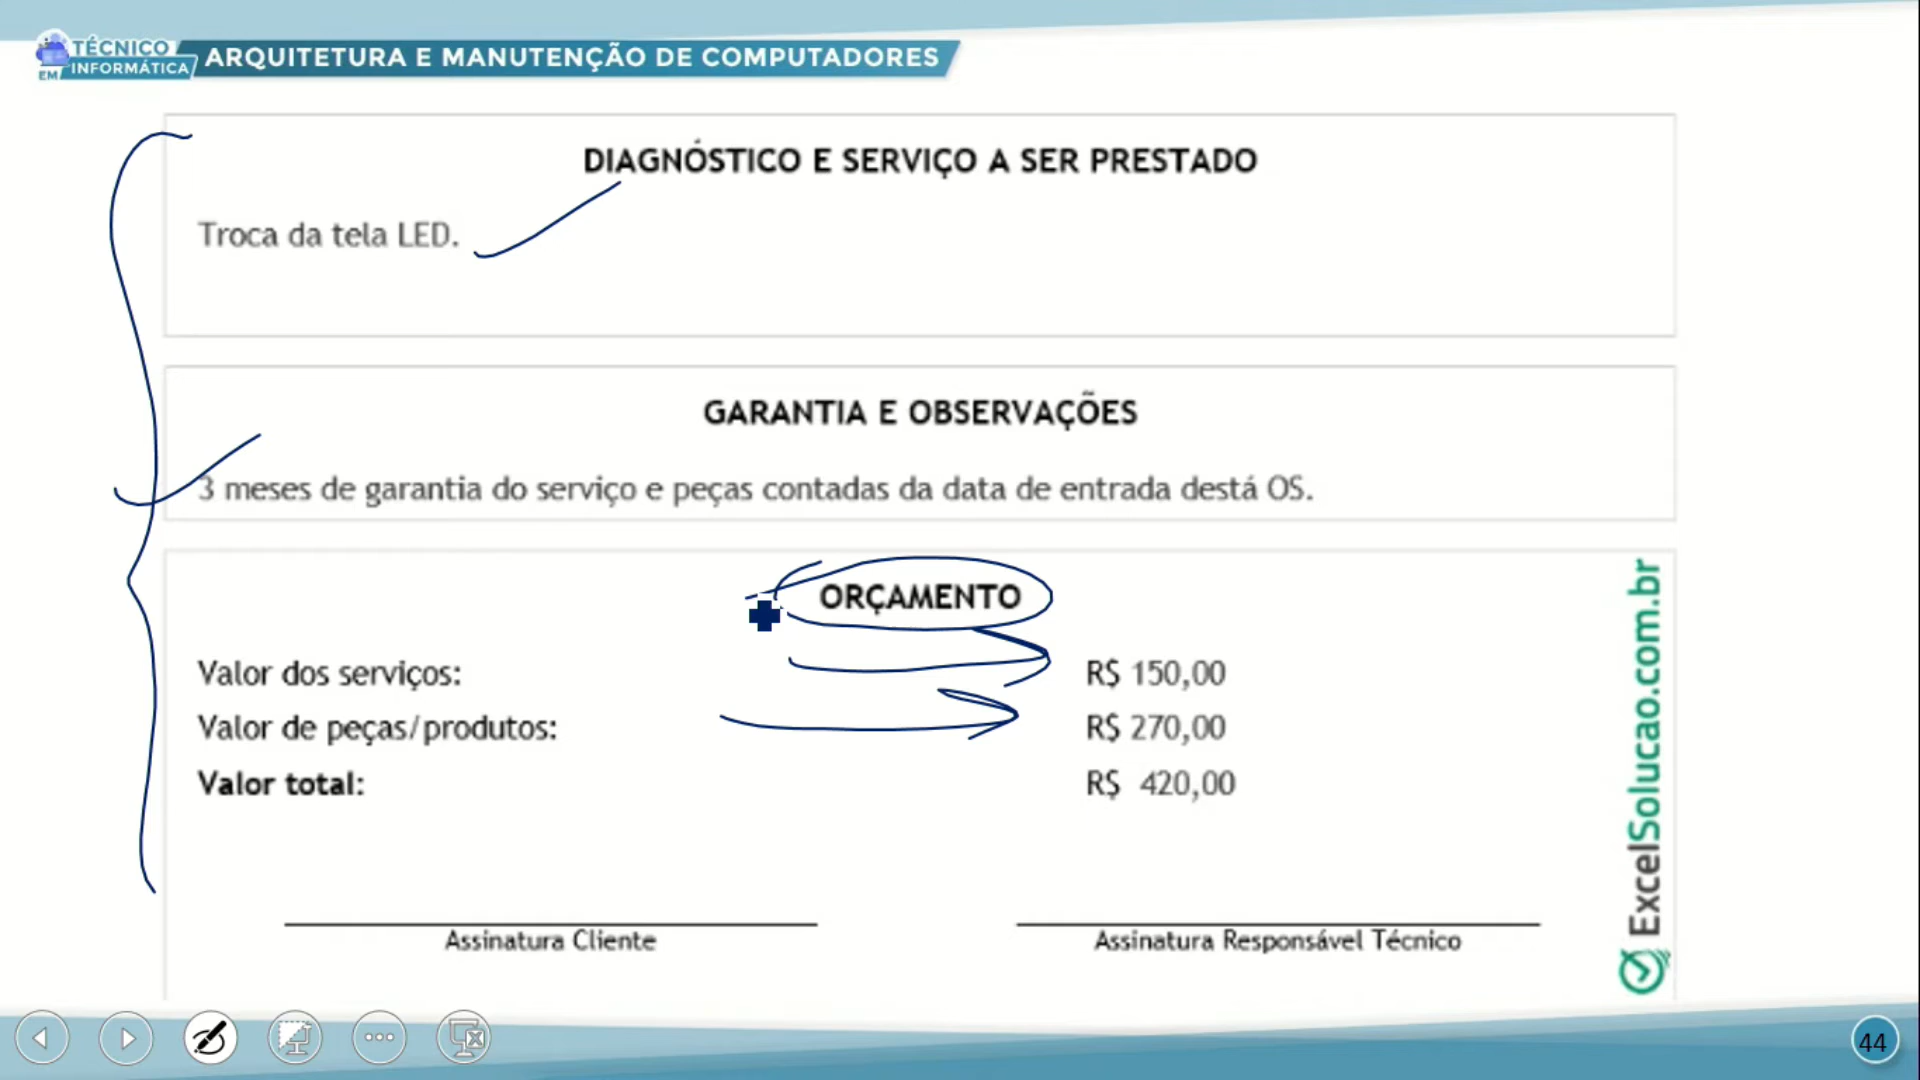 TÉCNICO
EM INFORMÁTICA
ARQUITETURA E MANUTENÇÃO DE COMPUTADORES
DIAGNÓSTICO E SERVIÇO A SER PRESTADO
Troca da tela LED.
GARANTIA E OBSERVAÇÕES
3 meses de garantia do serviço e peças contadas da data de entrada destá OS.
ORÇAMENTO
Valor dos serviços: R$ 150,00
Valor de peças/produtos: R$ 270,00
Valor total: R$ 420,00
Assinatura Cliente
Assinatura Responsável Técnico
ExcelSolucao.com.br
44